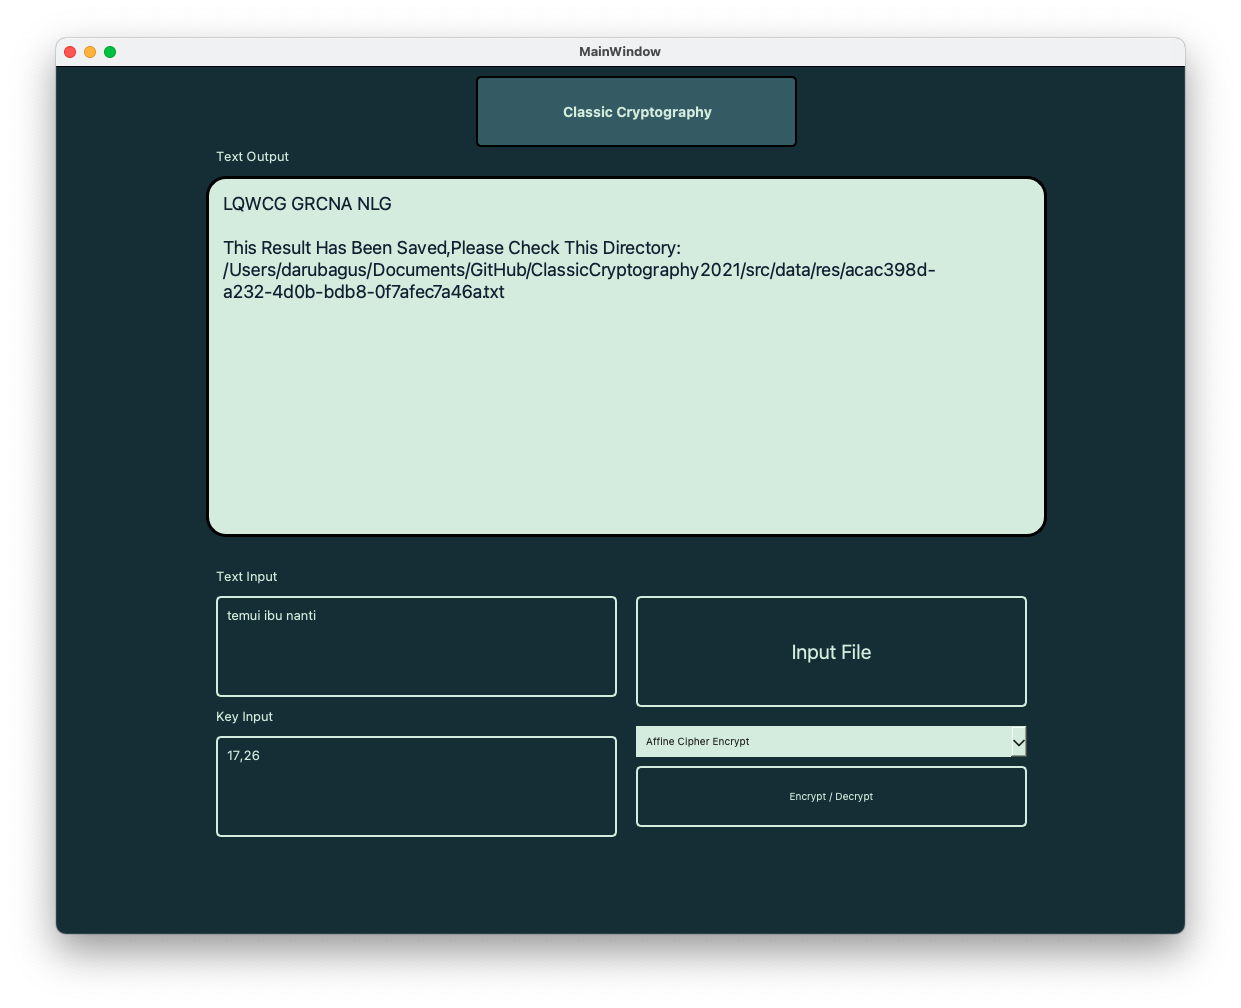 MainWindow
Classic Cryptography
Text Output
LQWCG GRCNA NLG
This Result Has Been Saved,Please Check This Directory:
/Users/darubagus/Documents/GitHub/ClassicCryptography2021/src/data/res/acac398d-
a232-4d0b-bdb8-0f7afec7a46a.txt
Text Input
temui ibu nanti
Input File
Key Input
17,26
Affine Cipher Encrypt
Encrypt / Decrypt